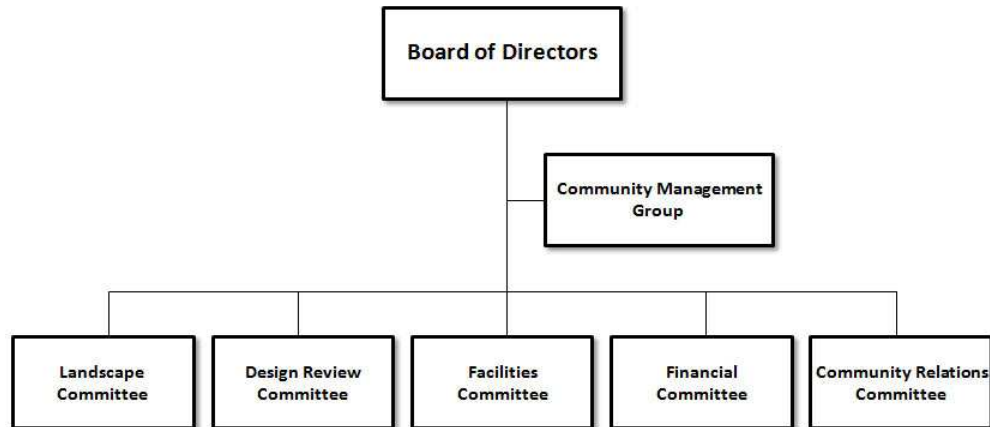 Board of Directors
Community Management
Group
Landscape
Committee
Design Review
Committee
Facilities
Committee
Financial
Committee
Community Relations
Committee